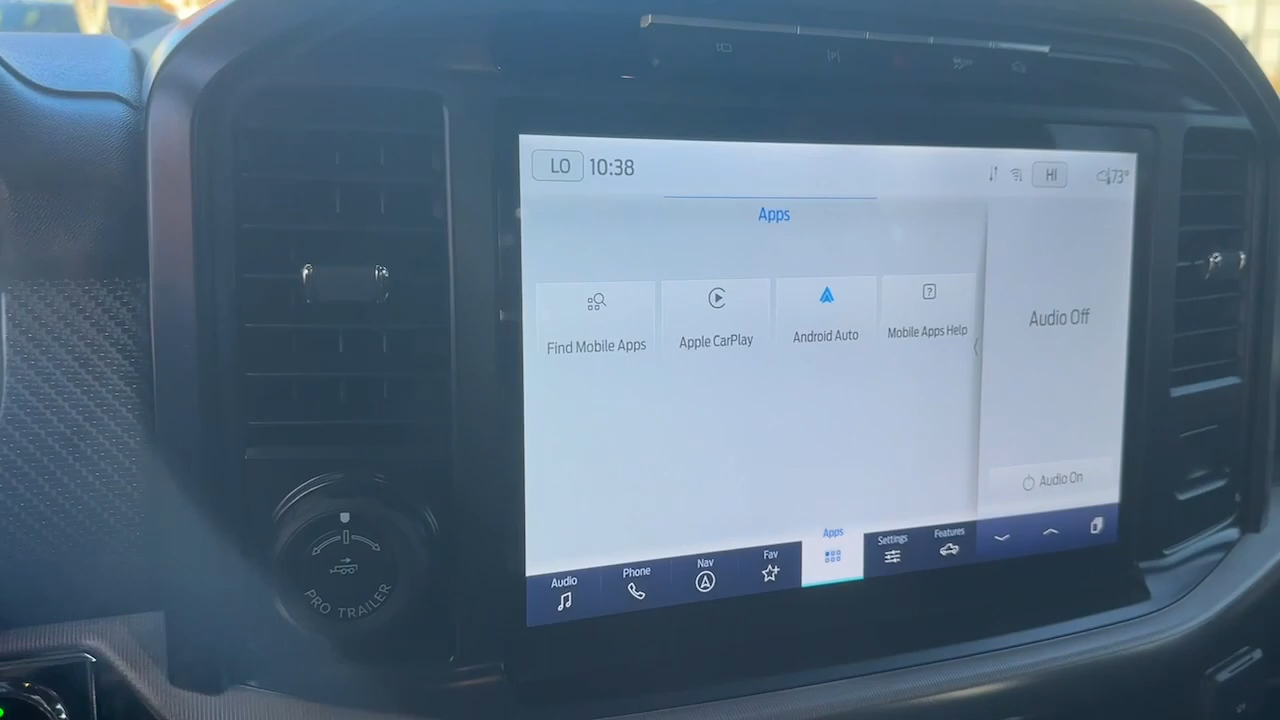 LO 10:38
HI 73°
Apps
Find Mobile Apps
Apple CarPlay
Android Auto
Mobile Apps Help
Audio Off
Audio On
Audio
Phone
Nav
Fav
Apps
Settings
Features
PRO TRAILER